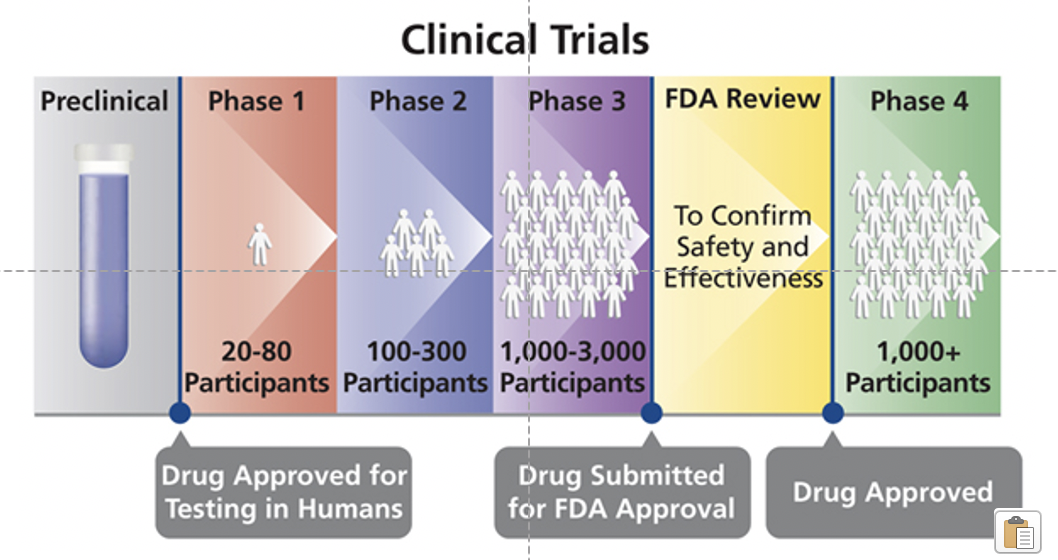 Clinical Trials
Preclinical
Phase 1
Phase 2
Phase 3
FDA Review
Phase 4
To Confirm
Safety and
Effectiveness
20-80
Participants
100-300
Participants
1,000-3,000
Participants
1,000+
Participants
Drug Approved for
Testing in Humans
Drug Submitted
for FDA Approval
Drug Approved